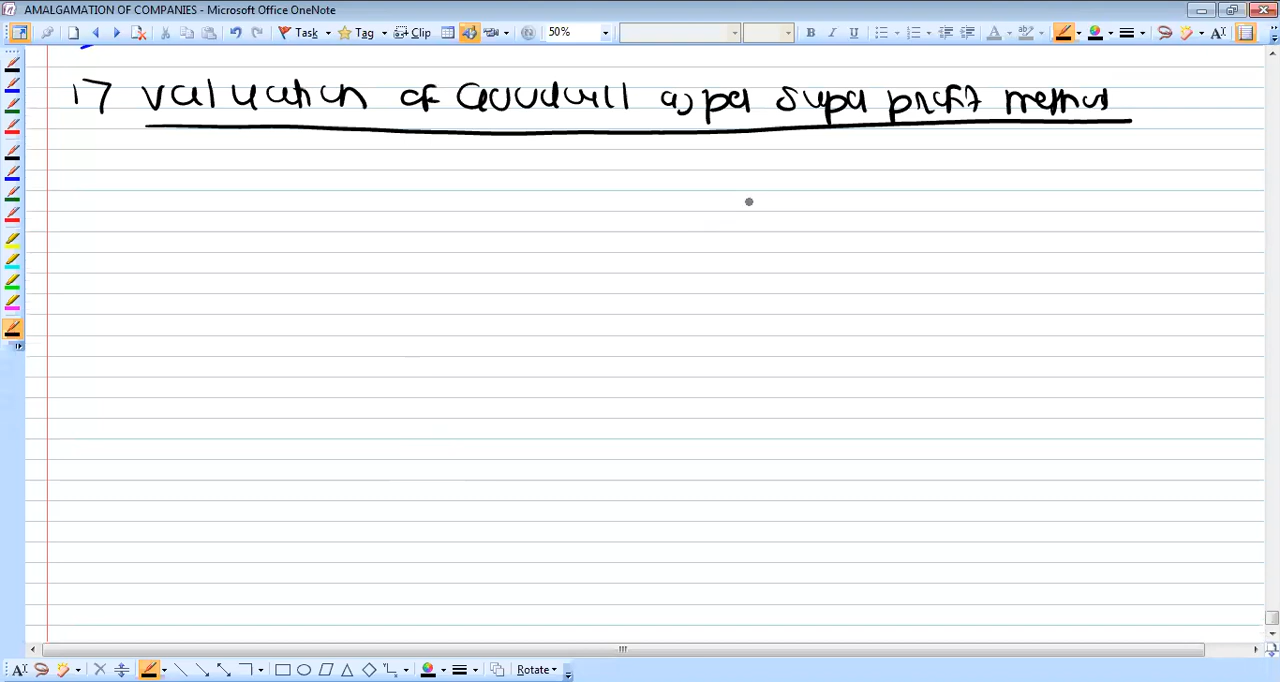 AMALGAMATION OF COMPANIES - Microsoft Office OneNote
Task Tag Clip 50% B I U A ab A
17 valuation of Goodwill as per super profit method
A Rotate